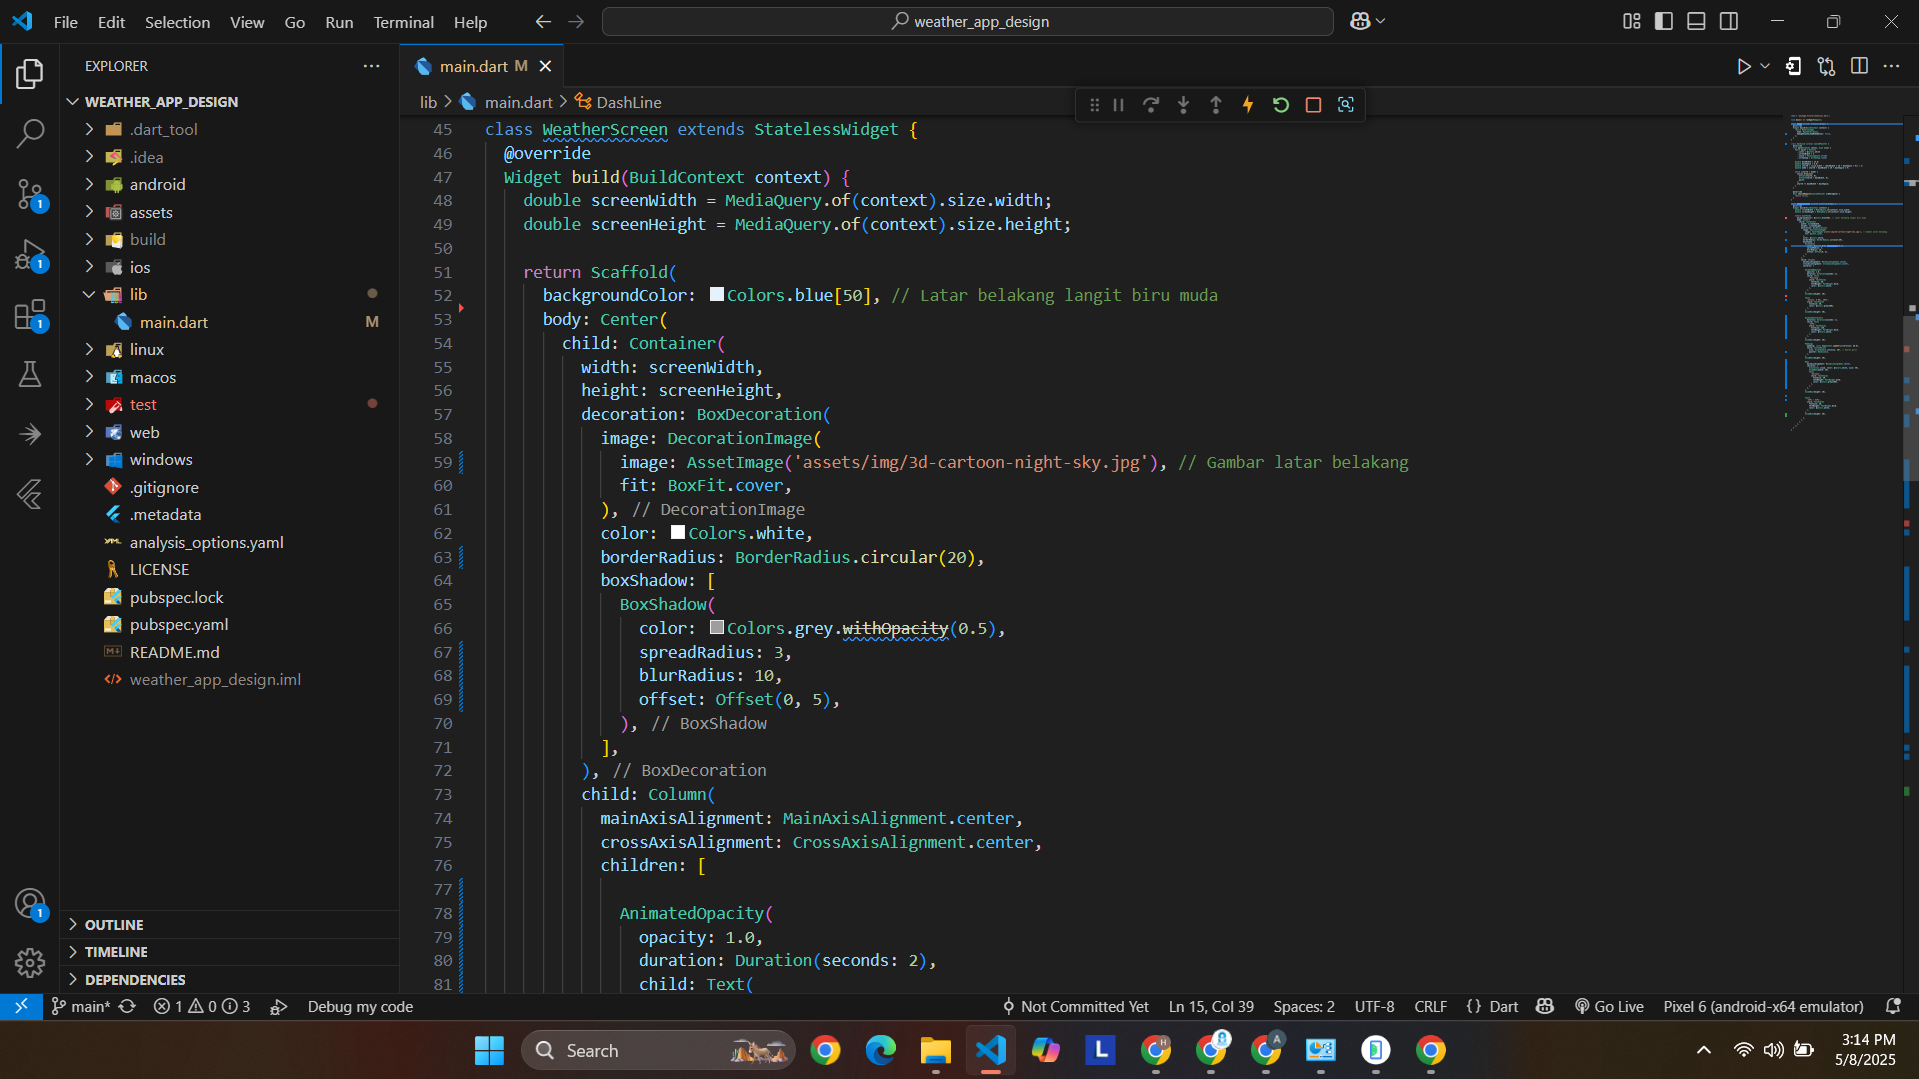 File Edit Selection View Go Run Terminal Help
weather_app_design
EXPLORER
WEATHER_APP_DESIGN
.dart_tool
.idea
android
assets
build
ios
lib
main.dart M
linux
macos
test
web
windows
.gitignore
.metadata
analysis_options.yaml
LICENSE
pubspec.lock
pubspec.yaml
README.md
weather_app_design.iml
OUTLINE
TIMELINE
DEPENDENCIES
1
1
1
1
main.dart M
lib > main.dart > DashLine
45 class WeatherScreen extends StatelessWidget {
46 @override
47 Widget build(BuildContext context) {
48 double screenWidth = MediaQuery.of(context).size.width;
49 double screenHeight = MediaQuery.of(context).size.height;
50
51 return Scaffold(
52 backgroundColor: Colors.blue[50], // Latar belakang langit biru muda
53 body: Center(
54 child: Container(
55 width: screenWidth,
56 height: screenHeight,
57 decoration: BoxDecoration(
58 image: DecorationImage(
59 image: AssetImage('assets/img/3d-cartoon-night-sky.jpg'), // Gambar latar belakang
60 fit: BoxFit.cover,
61 ), // DecorationImage
62 color: Colors.white,
63 borderRadius: BorderRadius.circular(20),
64 boxShadow: [
65 BoxShadow(
66 color: Colors.grey.withOpacity(0.5),
67 spreadRadius: 3,
68 blurRadius: 10,
69 offset: Offset(0, 5),
70 ), // BoxShadow
71 ],
72 ), // BoxDecoration
73 child: Column(
74 mainAxisAlignment: MainAxisAlignment.center,
75 crossAxisAlignment: CrossAxisAlignment.center,
76 children: [
77
78 AnimatedOpacity(
79 opacity: 1.0,
80 duration: Duration(seconds: 2),
81 child: Text(
main* 1 0 3 Debug my code Not Committed Yet Ln 15, Col 39 Spaces: 2 UTF-8 CRLF {} Dart Go Live Pixel 6 (android-x64 emulator)
Search
3:14 PM
5/8/2025